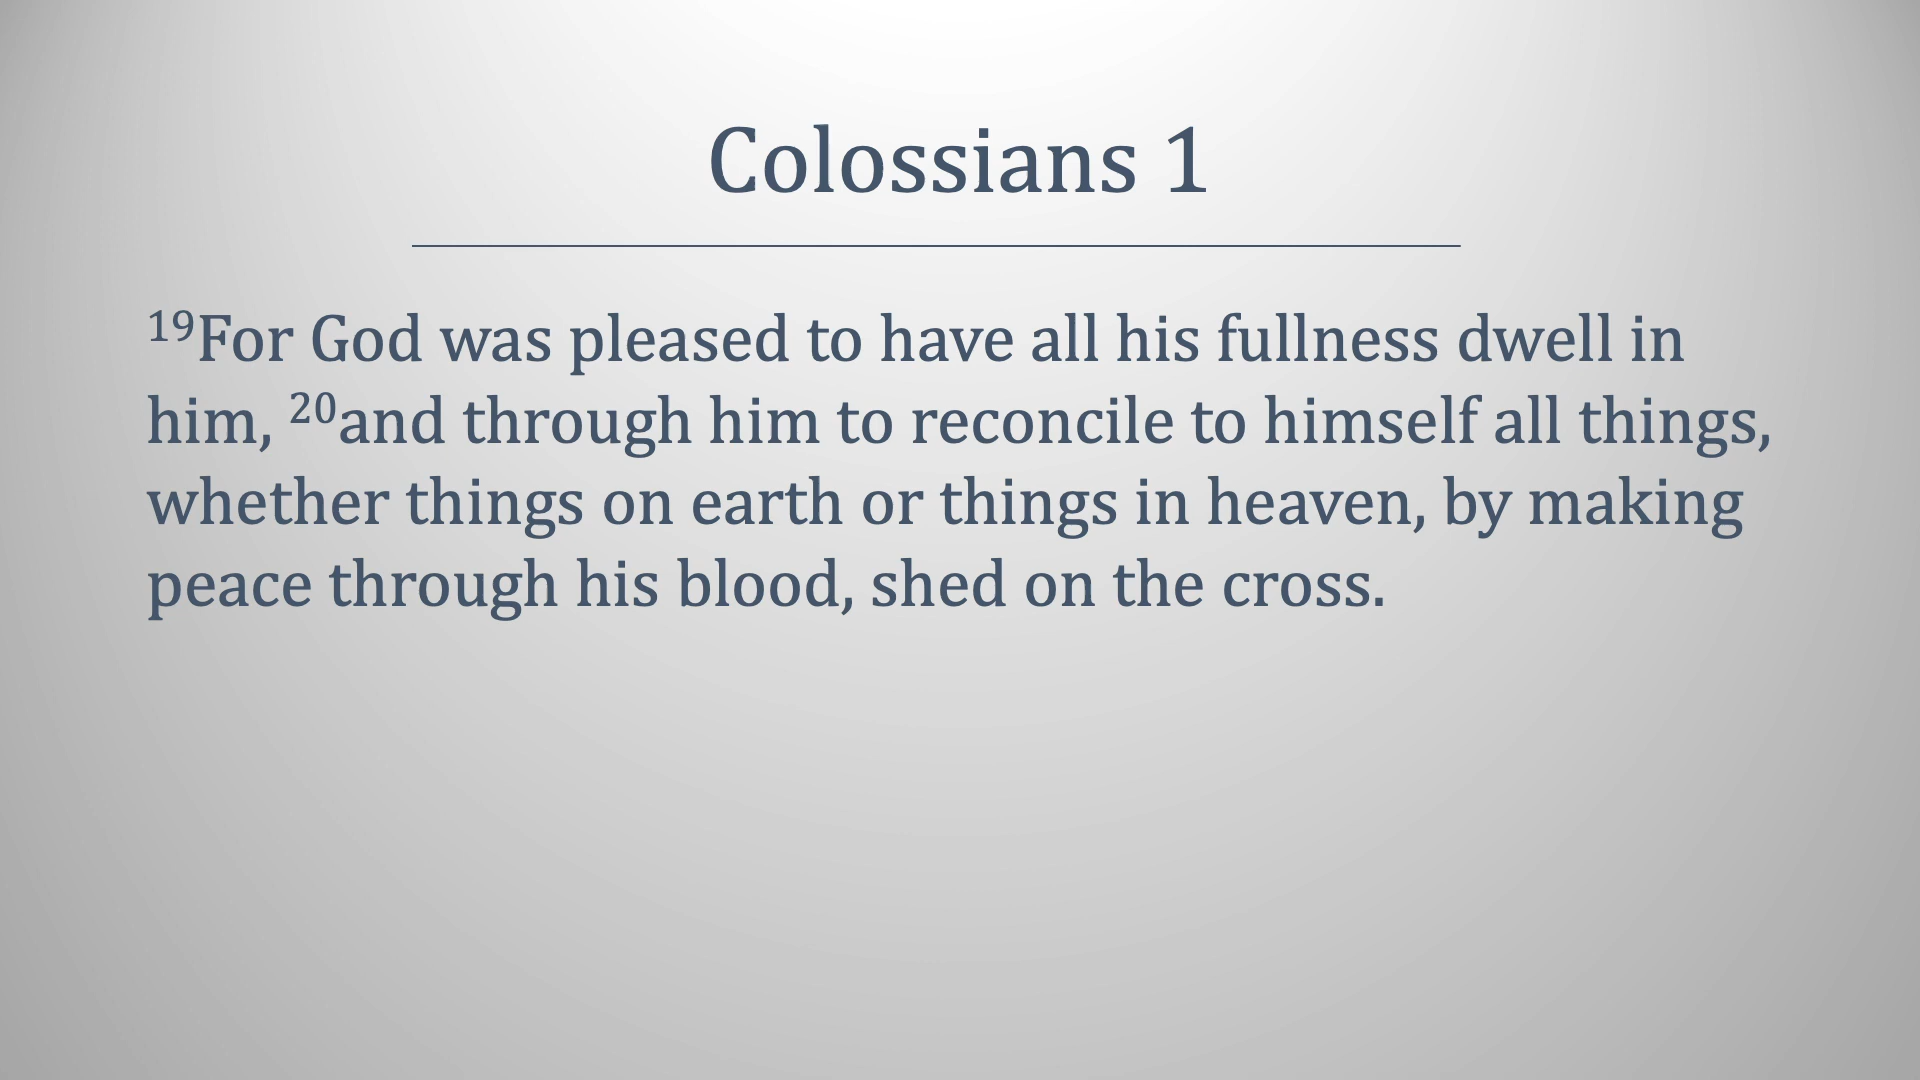 Colossians 1
19For God was pleased to have all his fullness dwell in
him, 20and through him to reconcile to himself all things,
whether things on earth or things in heaven, by making
peace through his blood, shed on the cross.